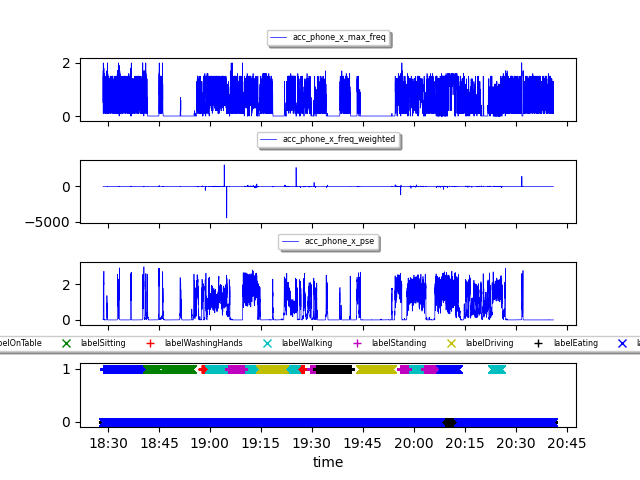 acc_phone_x_max_freq
2
0
acc_phone_x_freq_weighted
0
−5000
acc_phone_x_pse
2
0
labelSitting labelWashingHands labelWalking labelStanding labelDriving labelEating
1
0
18:30 18:45 19:00 19:15 19:30 19:45 20:00 20:15 20:30 20:45
time